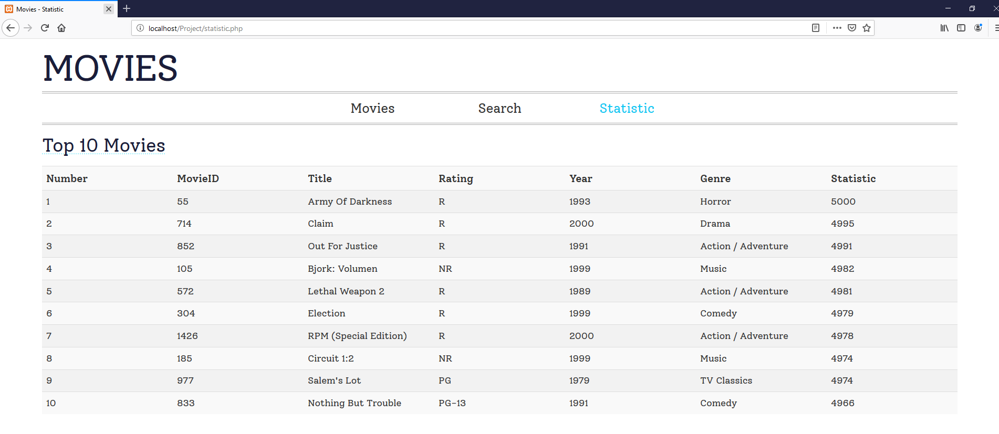 Movies - Statistic
localhost/Project/statistic.php
MOVIES
Movies Search Statistic
Top 10 Movies
Number MovieID Title Rating Year Genre Statistic
1 55 Army Of Darkness R 1993 Horror 5000
2 714 Claim R 2000 Drama 4995
3 852 Out For Justice R 1991 Action / Adventure 4991
4 105 Bjork: Volumen NR 1999 Music 4982
5 572 Lethal Weapon 2 R 1989 Action / Adventure 4981
6 304 Election R 1999 Comedy 4979
7 1426 RPM (Special Edition) R 2000 Action / Adventure 4978
8 185 Circuit 1:2 NR 1999 Music 4974
9 977 Salem's Lot PG 1979 TV Classics 4974
10 833 Nothing But Trouble PG-13 1991 Comedy 4966